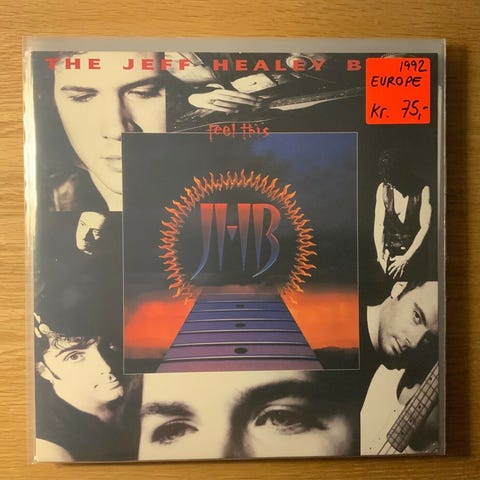 THE JEFF HEALEY B
1992
EUROPE
Kr. 75,-
feel this
JHB